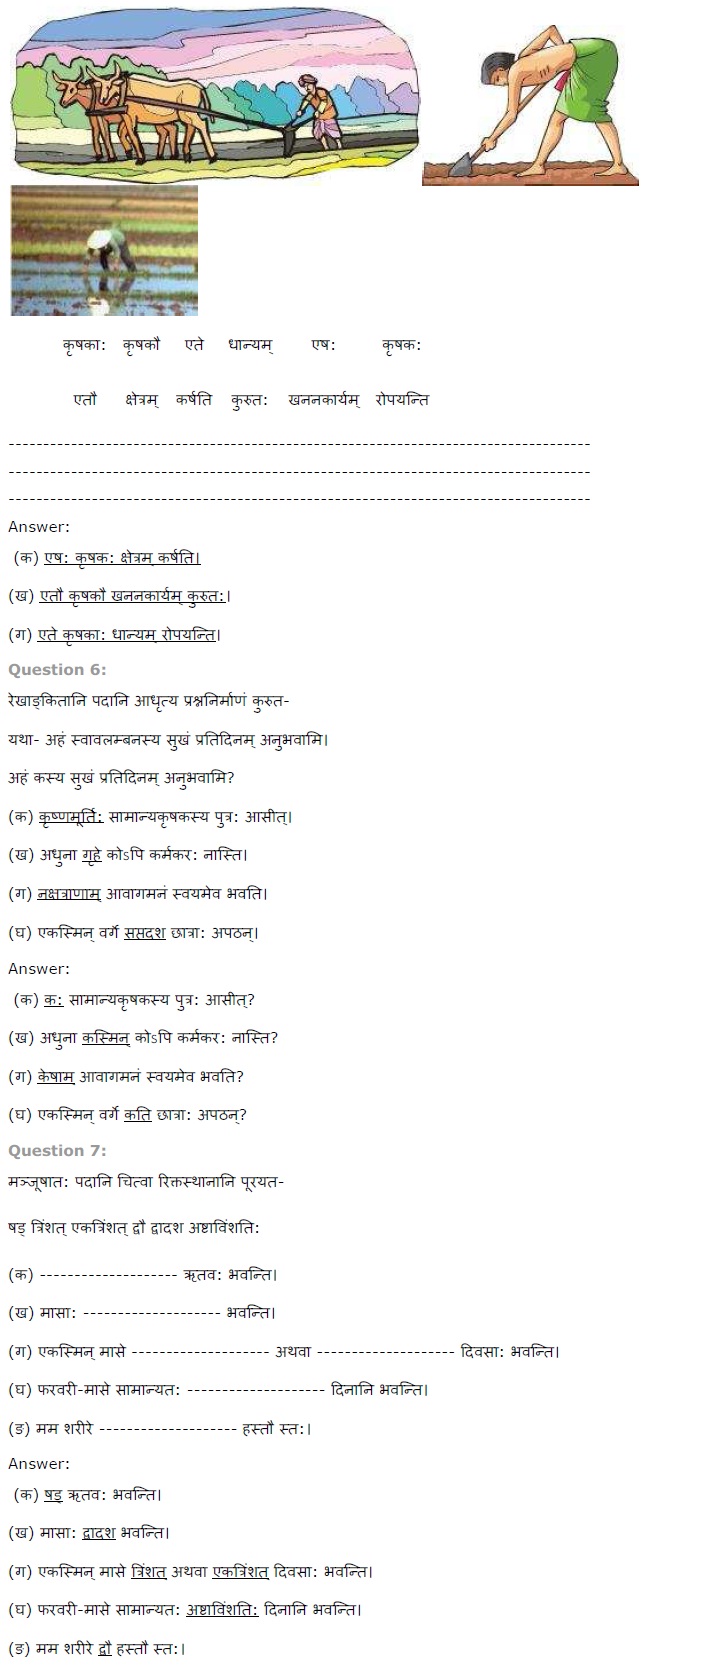 कृषका: कृषकौ एते धान्यम् एष: कृषक:
एतौ क्षेत्रम् कर्षति कुरुत: खननकार्यम् रोपयन्ति
-----------------------------------------------------------------------------------
-----------------------------------------------------------------------------------
-----------------------------------------------------------------------------------
Answer:
(क) एष: कृषक: क्षेत्रम् कर्षति।
(ख) एतौ कृषकौ खननकार्यम् कुरुत:।
(ग) एते कृषका: धान्यम् रोपयन्ति।
Question 6:
रेखाङ्कितानि पदानि आधृत्य प्रश्ननिर्माणं कुरुत-
यथा- अहं स्वावलम्बनस्य सुखं प्रतिदिनम् अनुभवामि।
अहं कस्य सुखं प्रतिदिनम् अनुभवामि?
(क) कृष्णमूर्ति: सामान्यकृषकस्य पुत्र: आसीत्।
(ख) अधुना गृहे कोऽपि कर्मकर: नास्ति।
(ग) नक्षत्राणाम् आवागमनं स्वयमेव भवति।
(घ) एकस्मिन् वर्गे सप्तदश छात्रा: अपठन्।
Answer:
(क) क: सामान्यकृषकस्य पुत्र: आसीत्?
(ख) अधुना कस्मिन् कोऽपि कर्मकर: नास्ति?
(ग) केषाम् आवागमनं स्वयमेव भवति?
(घ) एकस्मिन् वर्गे कति छात्रा: अपठन्?
Question 7:
मञ्जूषात: पदानि चित्वा रिक्तस्थानानि पूरयत-
षड् त्रिंशत् एकत्रिंशत् द्वौ द्वादश अष्टाविंशति:
(क) -------------------- ऋतव: भवन्ति।
(ख) मासा: -------------------- भवन्ति।
(ग) एकस्मिन् मासे -------------------- अथवा -------------------- दिवसा: भवन्ति।
(घ) फरवरी-मासे सामान्यत: -------------------- दिनानि भवन्ति।
(ङ) मम शरीरे -------------------- हस्तौ स्त:।
Answer:
(क) षड् ऋतव: भवन्ति।
(ख) मासा: द्वादश भवन्ति।
(ग) एकस्मिन् मासे त्रिंशत् अथवा एकत्रिंशत् दिवसा: भवन्ति।
(घ) फरवरी-मासे सामान्यत: अष्टाविंशति: दिनानि भवन्ति।
(ङ) मम शरीरे द्वौ हस्तौ स्त:।